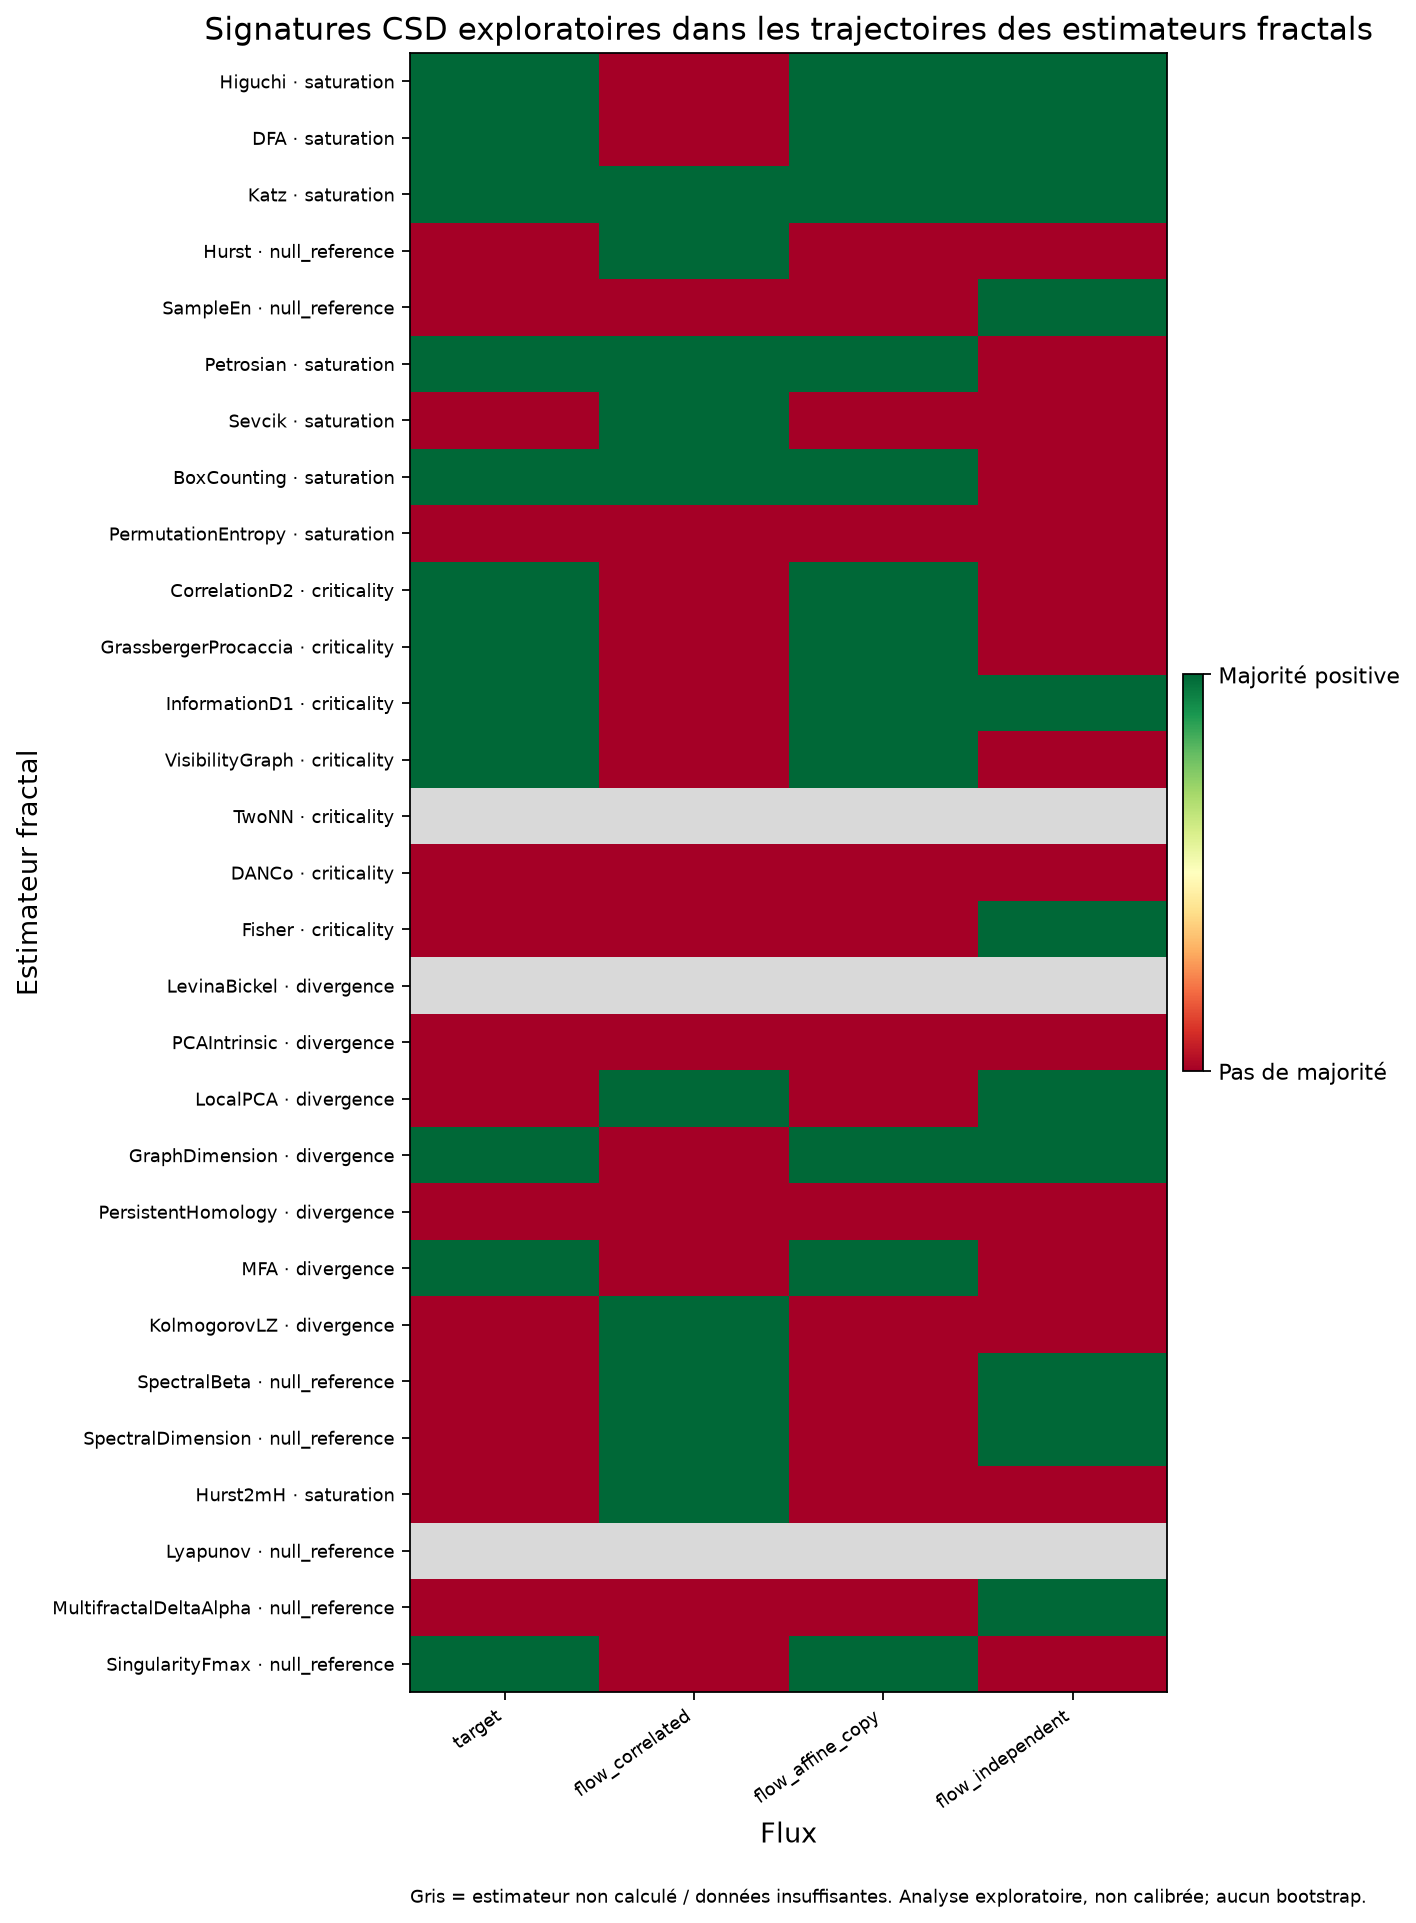 Signatures CSD exploratoires dans les trajectoires des estimateurs fractals
Estimateur fractal
Higuchi · saturation
DFA · saturation
Katz · saturation
Hurst · null_reference
SampleEn · null_reference
Petrosian · saturation
Sevcik · saturation
BoxCounting · saturation
PermutationEntropy · saturation
CorrelationD2 · criticality
GrassbergerProcaccia · criticality
InformationD1 · criticality
VisibilityGraph · criticality
TwoNN · criticality
DANCo · criticality
Fisher · criticality
LevinaBickel · divergence
PCAIntrinsic · divergence
LocalPCA · divergence
GraphDimension · divergence
PersistentHomology · divergence
MFA · divergence
KolmogorovLZ · divergence
SpectralBeta · null_reference
SpectralDimension · null_reference
Hurst2mH · saturation
Lyapunov · null_reference
MultifractalDeltaAlpha · null_reference
SingularityFmax · null_reference
target
flow_correlated
flow_affine_copy
flow_independent
Flux
Majorité positive
Pas de majorité
Gris = estimateur non calculé / données insuffisantes. Analyse exploratoire, non calibrée; aucun bootstrap.